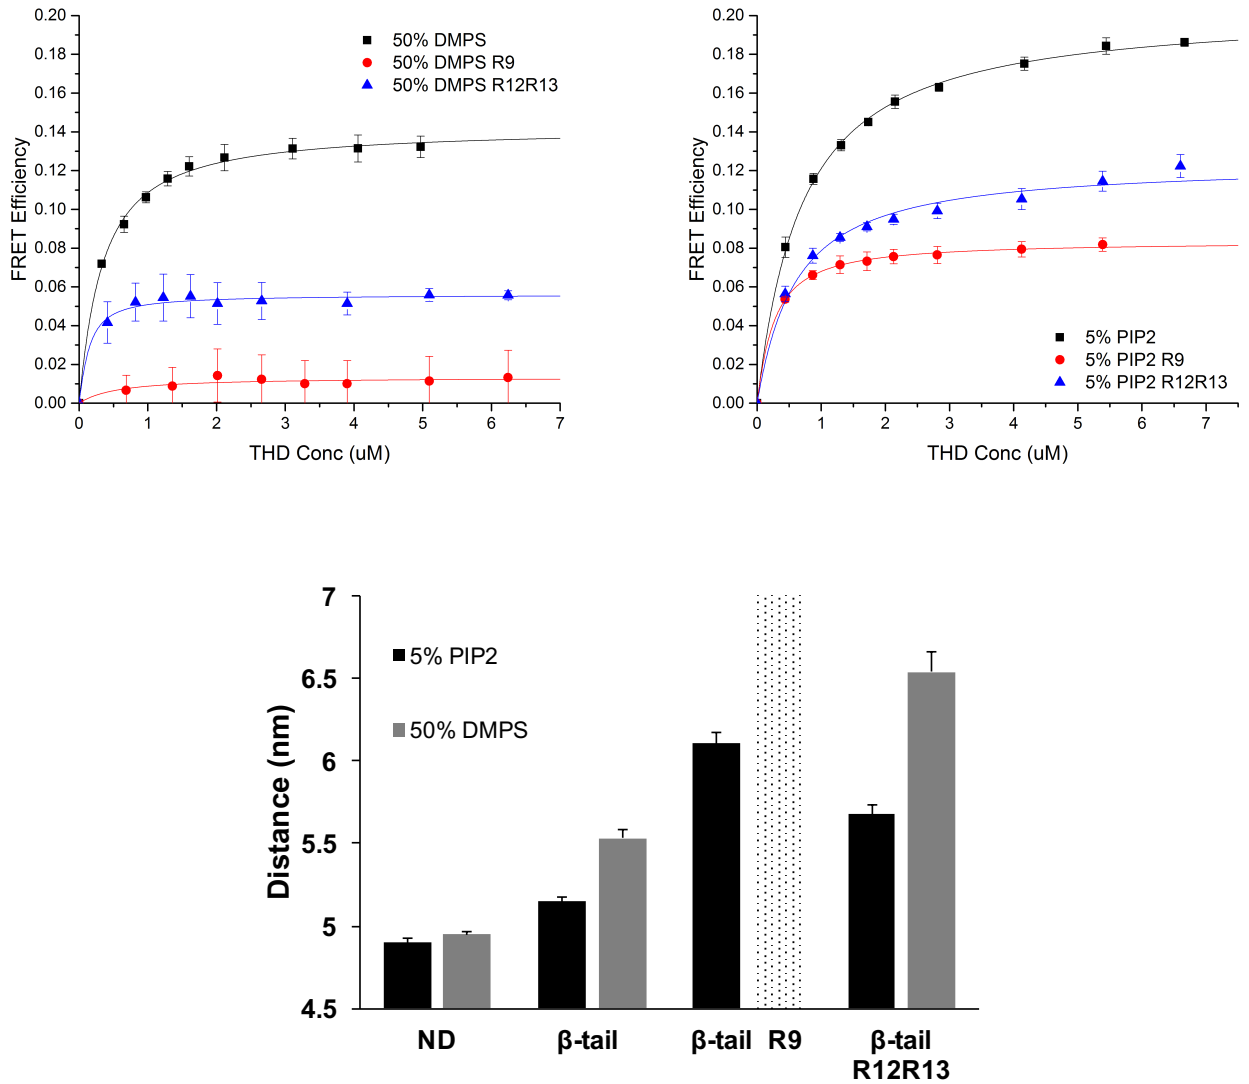 FRET Efficiency
0.20
0.18
0.16
0.14
0.12
0.10
0.08
0.06
0.04
0.02
0.00
50% DMPS
50% DMPS R9
50% DMPS R12R13
0 1 2 3 4 5 6 7
THD Conc (uM)
FRET Efficiency
0.20
0.18
0.16
0.14
0.12
0.10
0.08
0.06
0.04
0.02
0.00
5% PIP2
5% PIP2 R9
5% PIP2 R12R13
0 1 2 3 4 5 6 7
THD Conc (uM)
Distance (nm)
7
6.5
6
5.5
5
4.5
5% PIP2
50% DMPS
ND β-tail β-tail R9 β-tail
R12R13